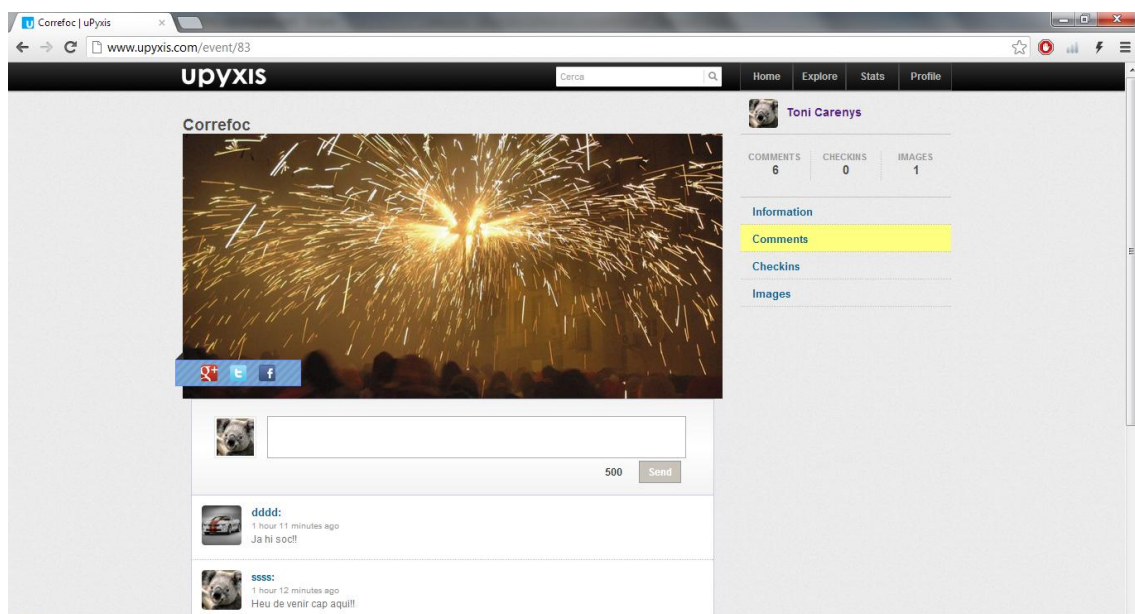 Correfoc | uPyxis
www.upyxis.com/event/83
upyxis
Cerca
Home Explore Stats Profile
Correfoc
Toni Carenys
COMMENTS CHECKINS IMAGES
6 0 1
Information
Comments
Checkins
Images
500 Send
dddd:
1 hour 11 minutes ago
Ja hi soc!!
ssss:
1 hour 12 minutes ago
Heu de venir cap aqui!!